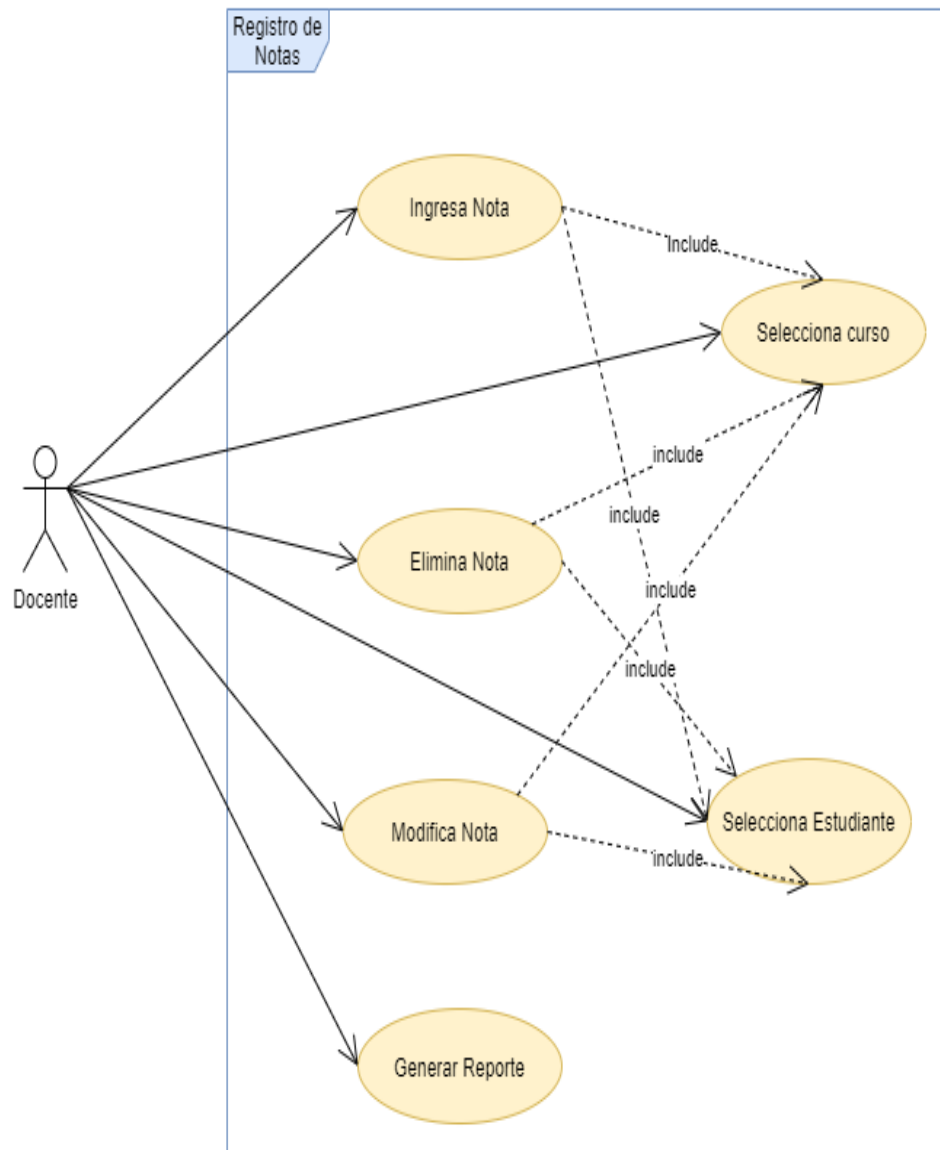 Registro de
Notas
Ingresa Nota
Include
Selecciona curso
include
include
Elimina Nota
include
Docente
include
Modifica Nota
Selecciona Estudiante
include
Generar Reporte